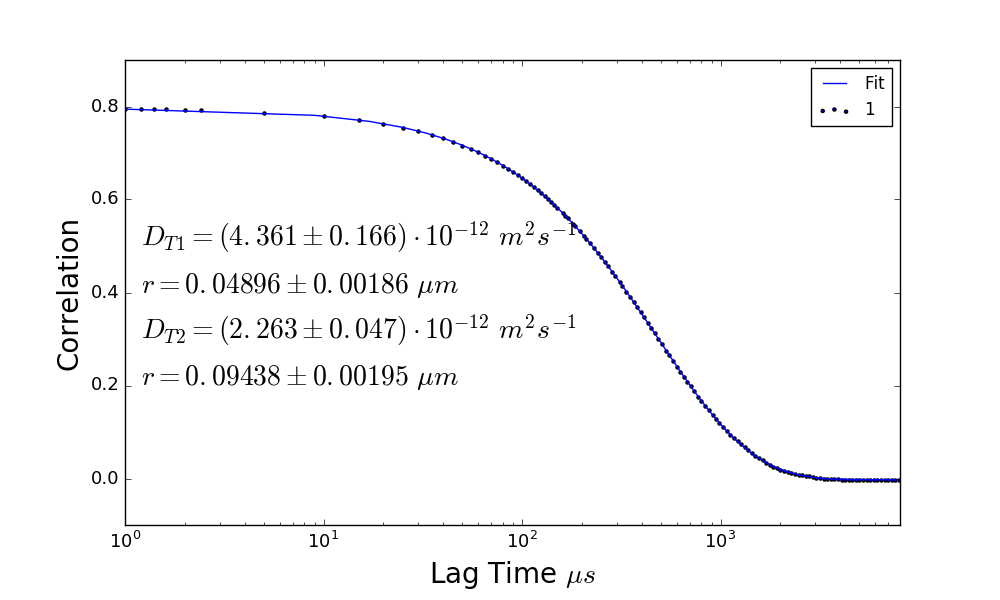 Fit
1
0.8
0.6
0.4
0.2
0.0
Correlation
D_{T1} = (4.361 ± 0.166) · 10^{−12} m^2s^{−1}
r = 0.04896 ± 0.00186 μm
D_{T2} = (2.263 ± 0.047) · 10^{−12} m^2s^{−1}
r = 0.09438 ± 0.00195 μm
10^0 10^1 10^2 10^3
Lag Time μs